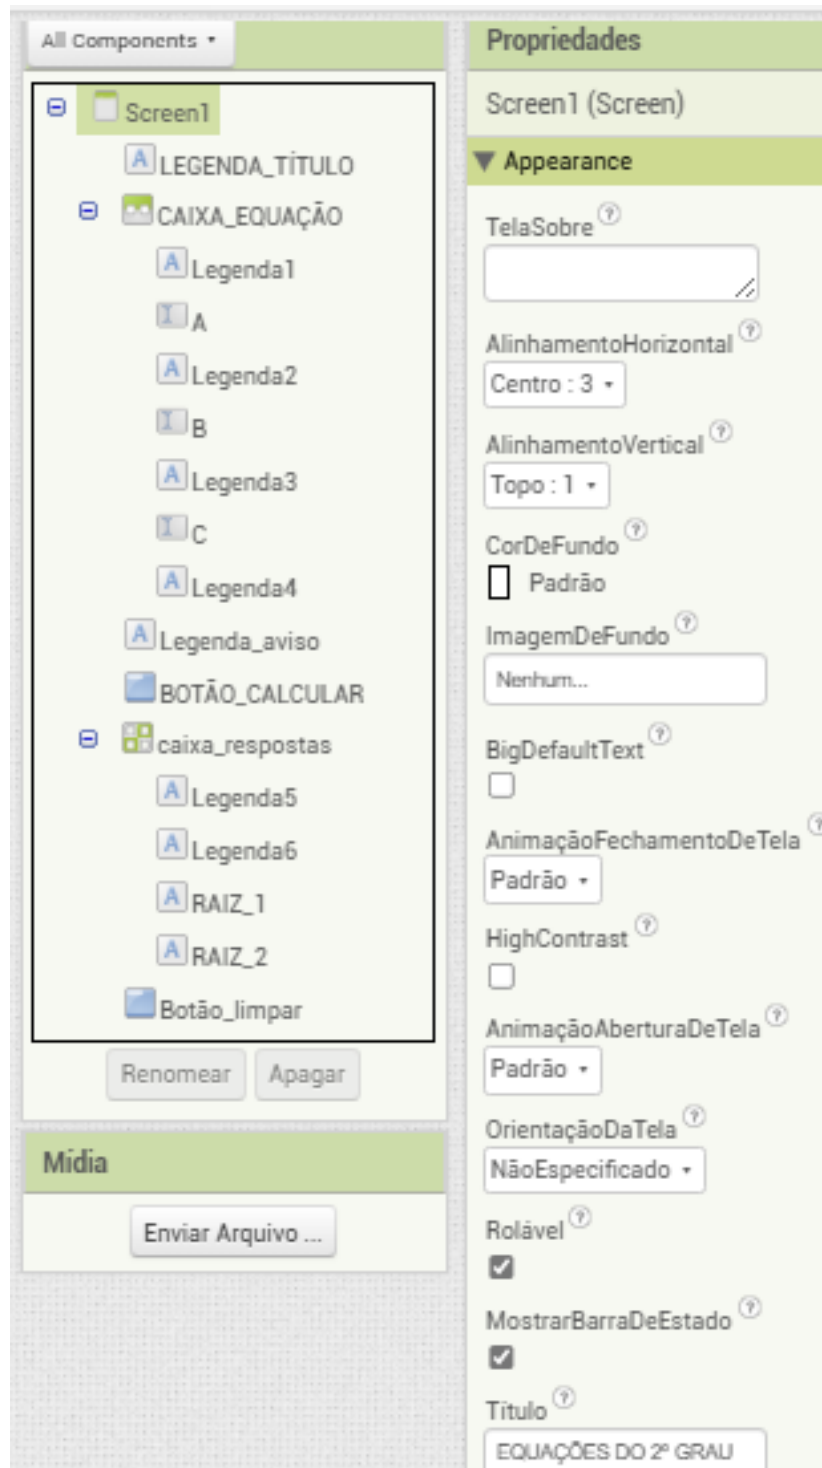 All Components
Screen1
LEGENDA_TÍTULO
CAIXA_EQUAÇÃO
Legenda1
A
Legenda2
B
Legenda3
C
Legenda4
Legenda_aviso
BOTÃO_CALCULAR
caixa_respostas
Legenda5
Legenda6
RAIZ_1
RAIZ_2
Botão_limpar
Renomear Apagar
Mídia
Enviar Arquivo ...
Propriedades
Screen1 (Screen)
Appearance
TelaSobre ?
AlinhamentoHorizontal ?
Centro : 3
AlinhamentoVertical ?
Topo : 1
CorDeFundo ?
Padrão
ImagemDeFundo ?
Nenhum...
BigDefaultText ?
AnimaçãoFechamentoDeTela ?
Padrão
HighContrast ?
AnimaçãoAberturaDeTela ?
Padrão
OrientaçãoDaTela ?
NãoEspecificado
Rolável ?
MostrarBarraDeEstado ?
Título ?
EQUAÇÕES DO 2º GRAU